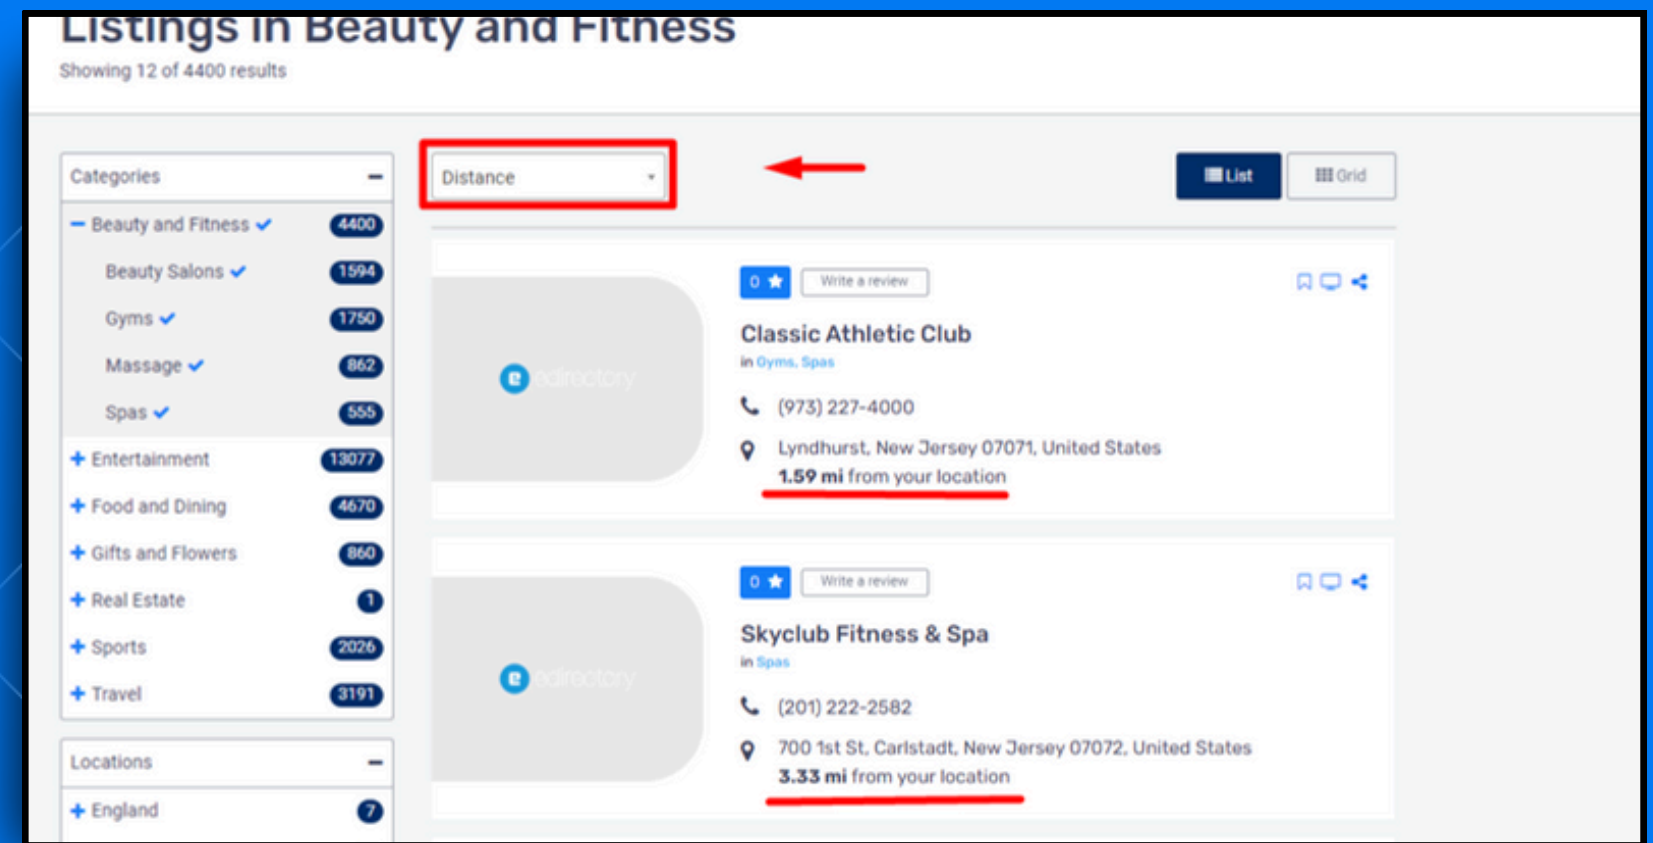 Listings in Beauty and Fitness
Showing 12 of 4400 results
Categories
Beauty and Fitness 4400
Beauty Salons 1594
Gyms 1750
Massage 862
Spas 555
Entertainment 13077
Food and Dining 4670
Gifts and Flowers 860
Real Estate 1
Sports 2026
Travel 3191
Locations
England 7
Distance
List Grid
0 Write a review
Classic Athletic Club
in Gyms, Spas
(973) 227-4000
Lyndhurst, New Jersey 07071, United States
1.59 mi from your location
edirectory
0 Write a review
Skyclub Fitness & Spa
in Spas
(201) 222-2582
700 1st St, Carlstadt, New Jersey 07072, United States
3.33 mi from your location
edirectory